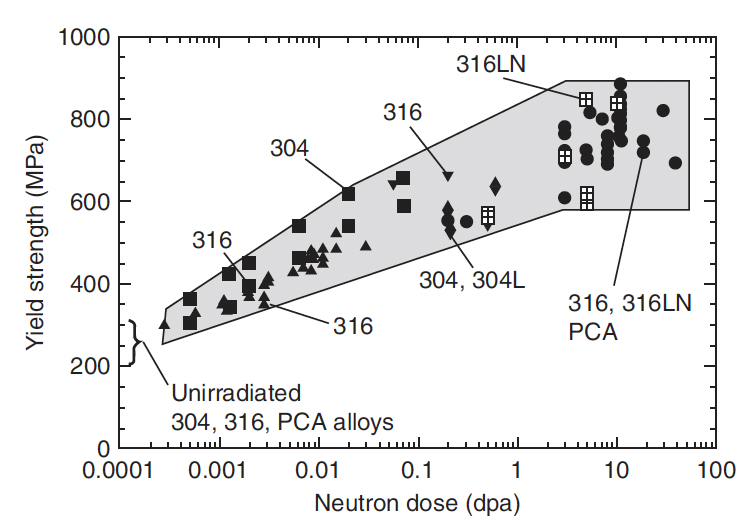 1000
800
600
400
200
0
Yield strength (MPa)
316LN
316
304
316
304, 304L
316
316, 316LN
PCA
Unirradiated
304, 316, PCA alloys
0.0001
0.001
0.01
0.1
1
10
100
Neutron dose (dpa)